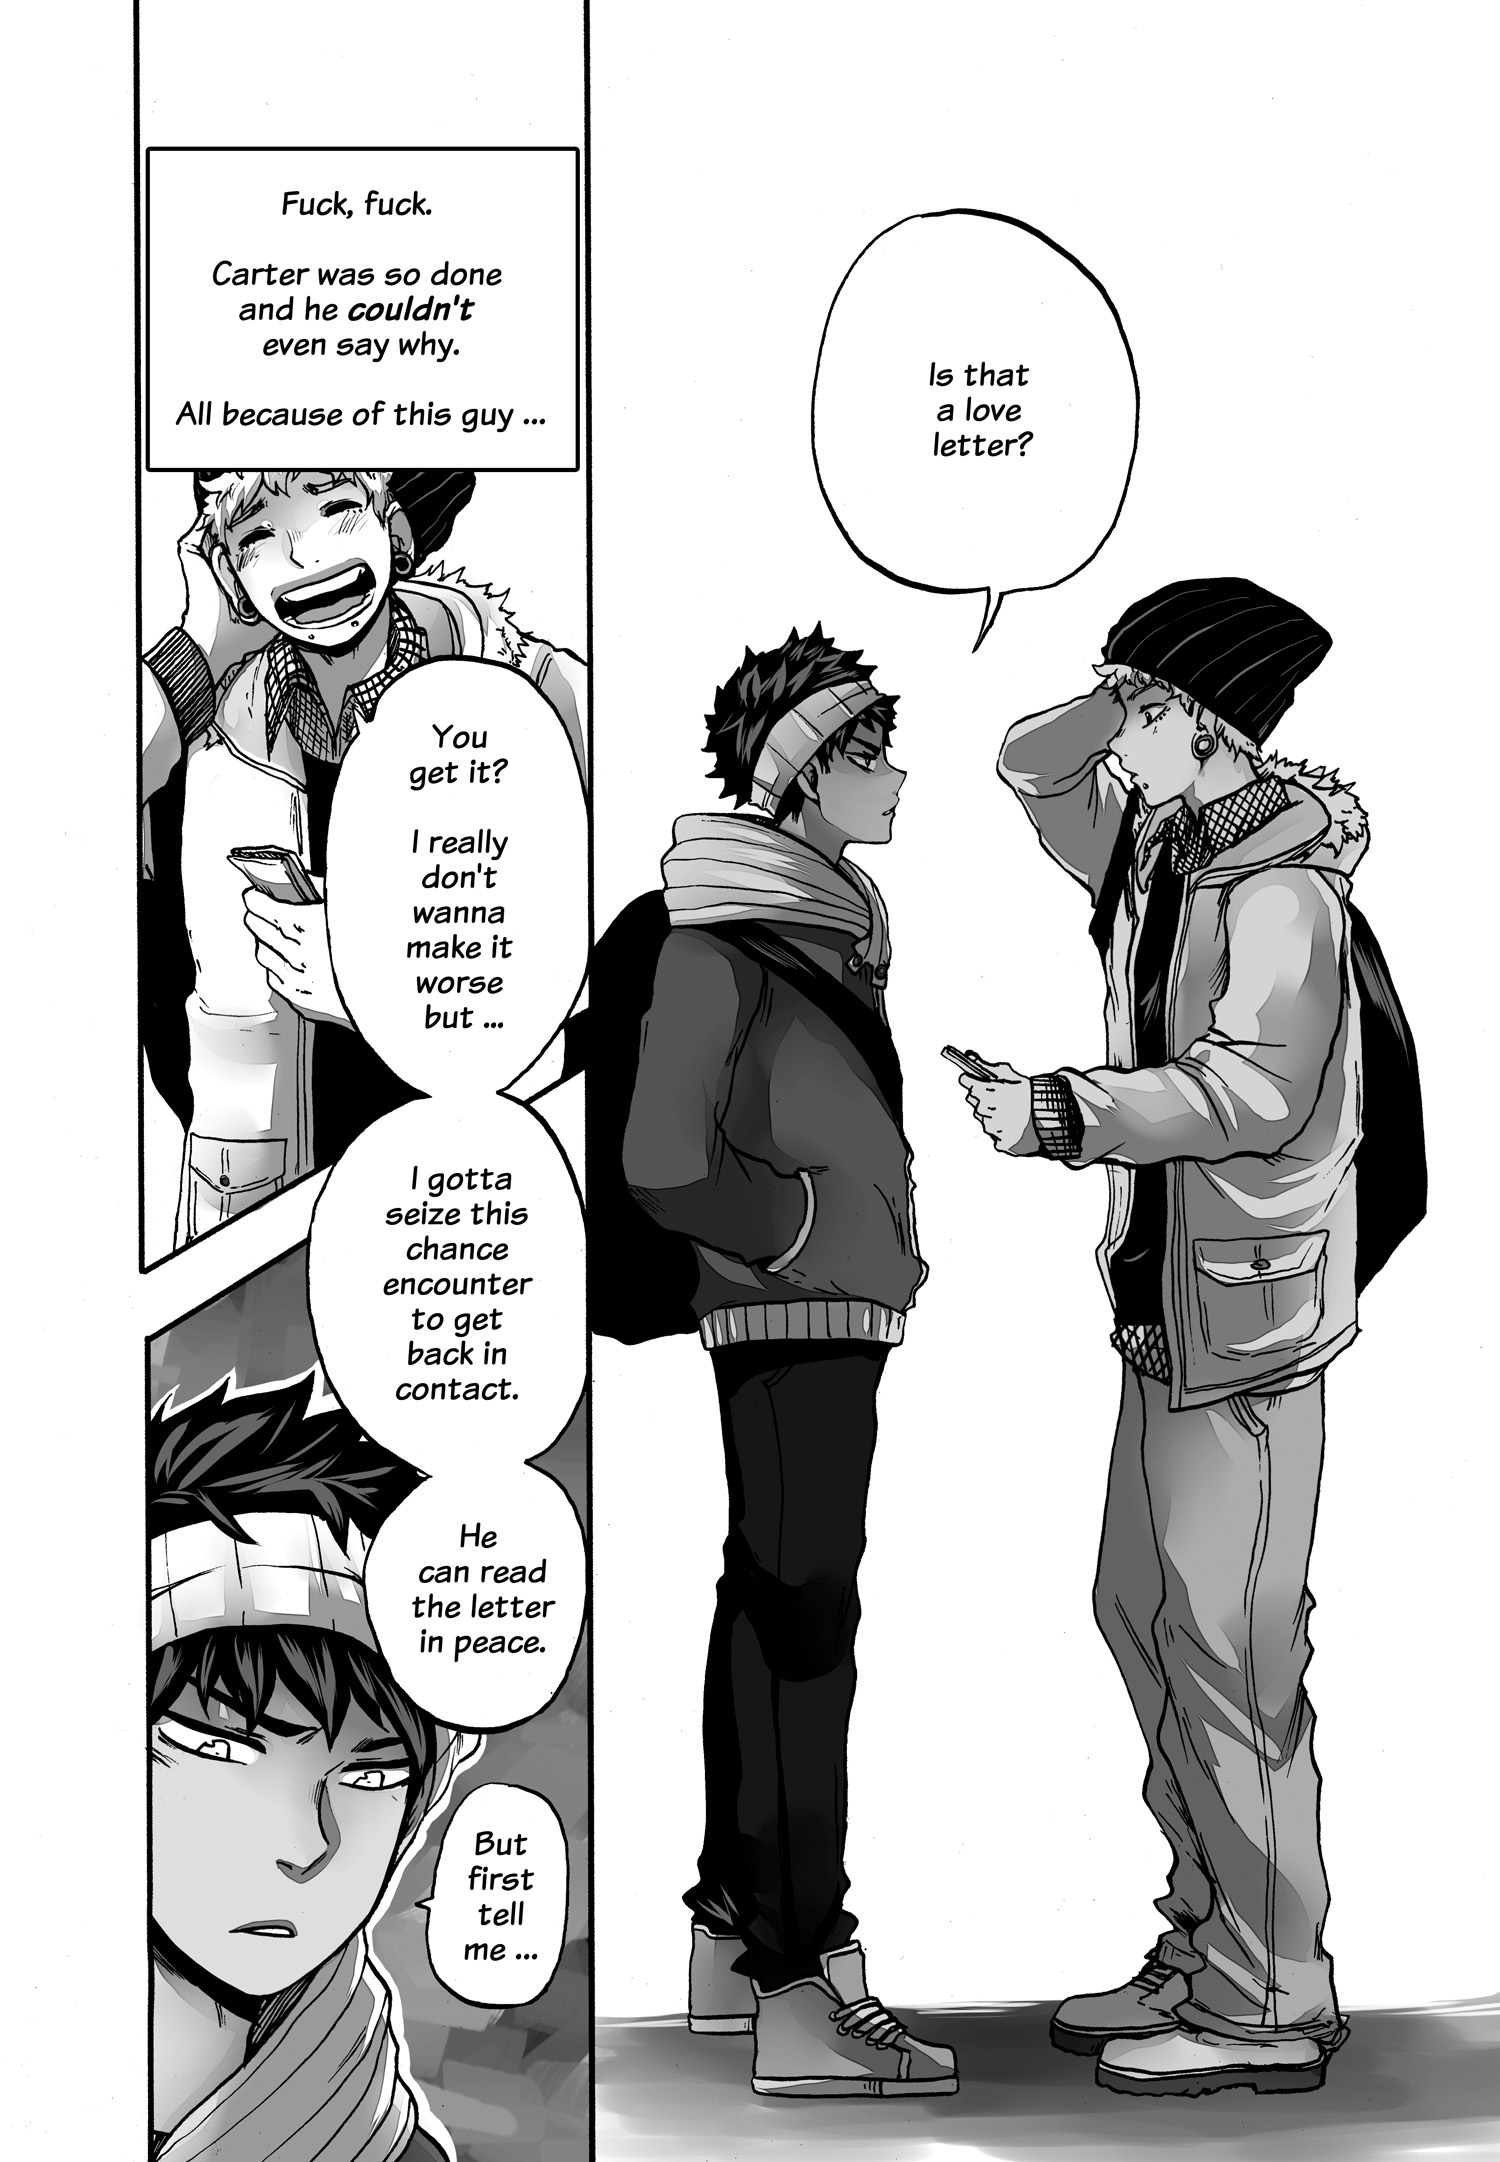 Fuck, fuck.
Carter was so done
and he couldn't
even say why.
All because of this guy ...
You
get it?
I really
don't
wanna
make it
worse
but ...
I gotta
seize this
chance
encounter
to get
back in
contact.
He
can read
the letter
in peace.
But
first
tell
me ...
Is that
a love
letter?